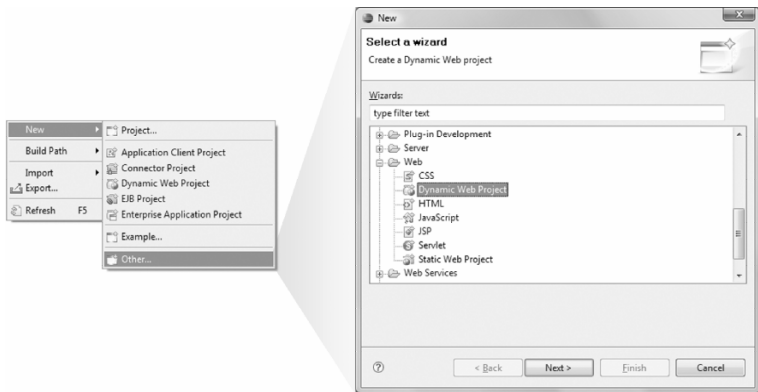 New
Project...
Build Path
Application Client Project
Import
Connector Project
Export...
Dynamic Web Project
EJB Project
Refresh F5
Enterprise Application Project
Example...
Other...
New
Select a wizard
Create a Dynamic Web project
Wizards:
type filter text
Plug-in Development
Server
Web
CSS
Dynamic Web Project
HTML
JavaScript
JSP
Servlet
Static Web Project
Web Services
? < Back Next > Finish Cancel